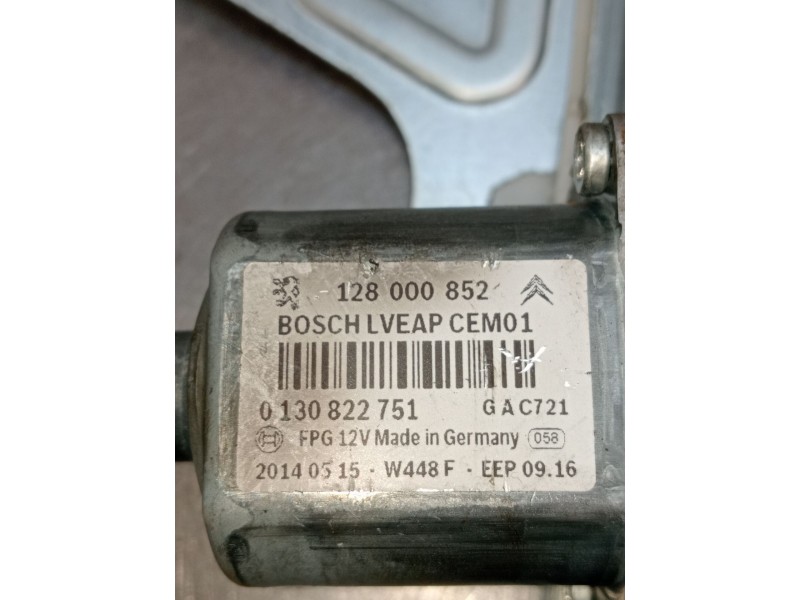 128 000 852
BOSCH LVEAP CEM01
0 130 822 751 GAC721
FPG 12V Made in Germany 058
2014 05 15 - W448 F - EEP 09.16